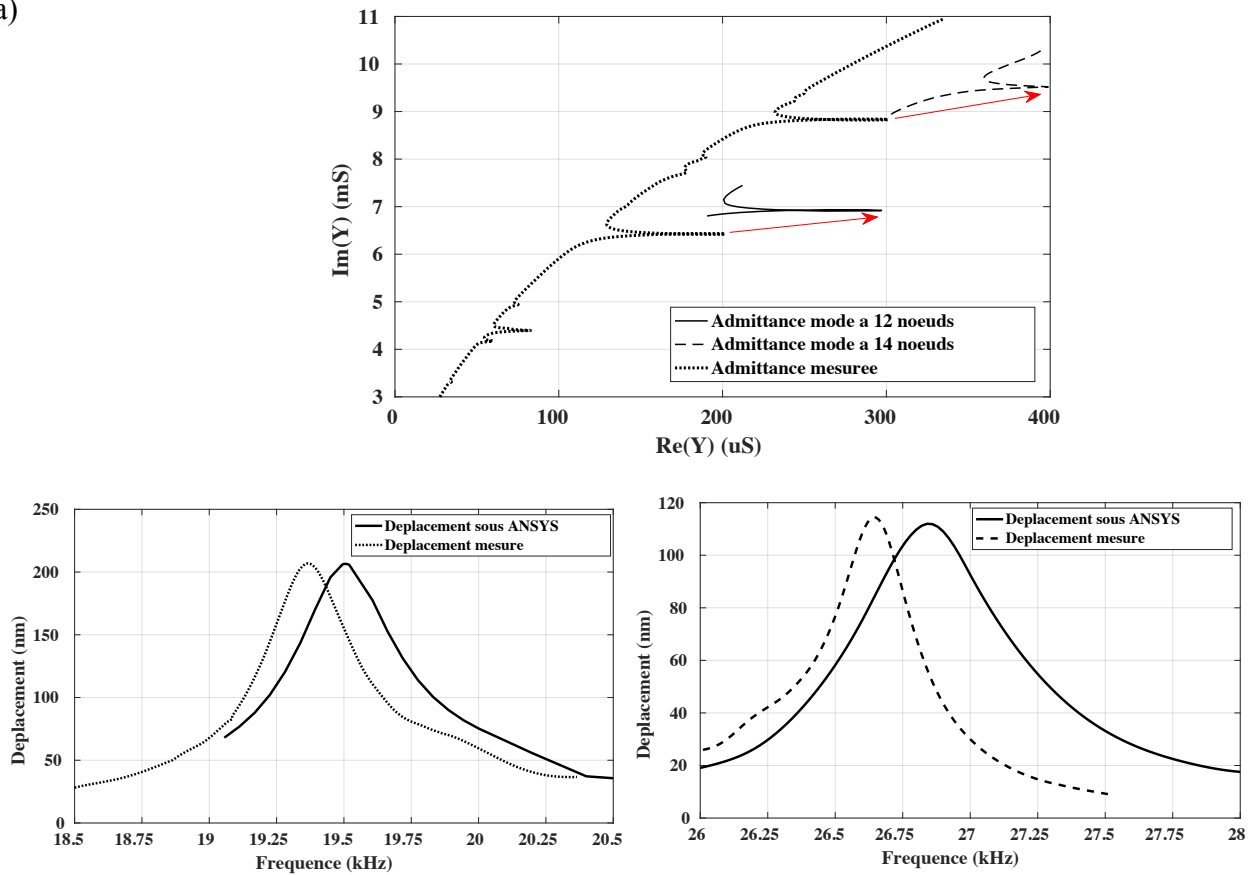 a)
11
10
9
8
7
6
5
4
3
Im(Y) (mS)
Admittance mode a 12 noeuds
Admittance mode a 14 noeuds
Admittance mesuree
0 100 200 300 400
Re(Y) (uS)
250
200
150
100
50
0
Deplacement (nm)
Deplacement sous ANSYS
Deplacement mesure
18.5 18.75 19 19.25 19.5 19.75 20 20.25 20.5
Frequence (kHz)
120
100
80
60
40
20
0
Deplacement (nm)
Deplacement sous ANSYS
Deplacement mesure
26 26.25 26.5 26.75 27 27.25 27.5 27.75 28
Frequence (kHz)